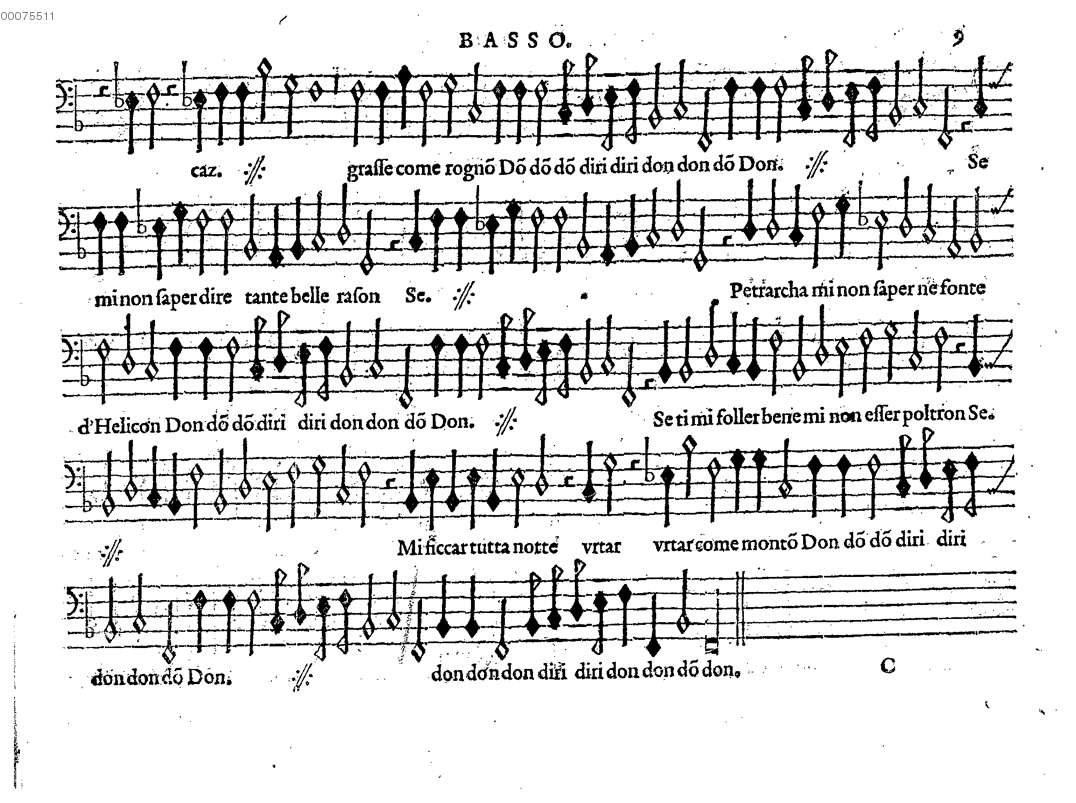 00075511
BASSO. 9
caz. :||: grasse come rognõ Dõ dõ dõ diri diri don don dõ Don. :||: Se
mi non saper dire tante belle rason Se. :||: Petrarcha mi non saper ne fonte
d'Helicon Don dõ dõ diri diri don don dõ Don. :||: Se ti mi foller bene mi non esser poltron Se.
:||: Mi ficcar tutta notte vrtar vrtar come montõ Don dõ dõ diri diri
don don dõ Don. :||: don don don diri diri don don dõ don. C